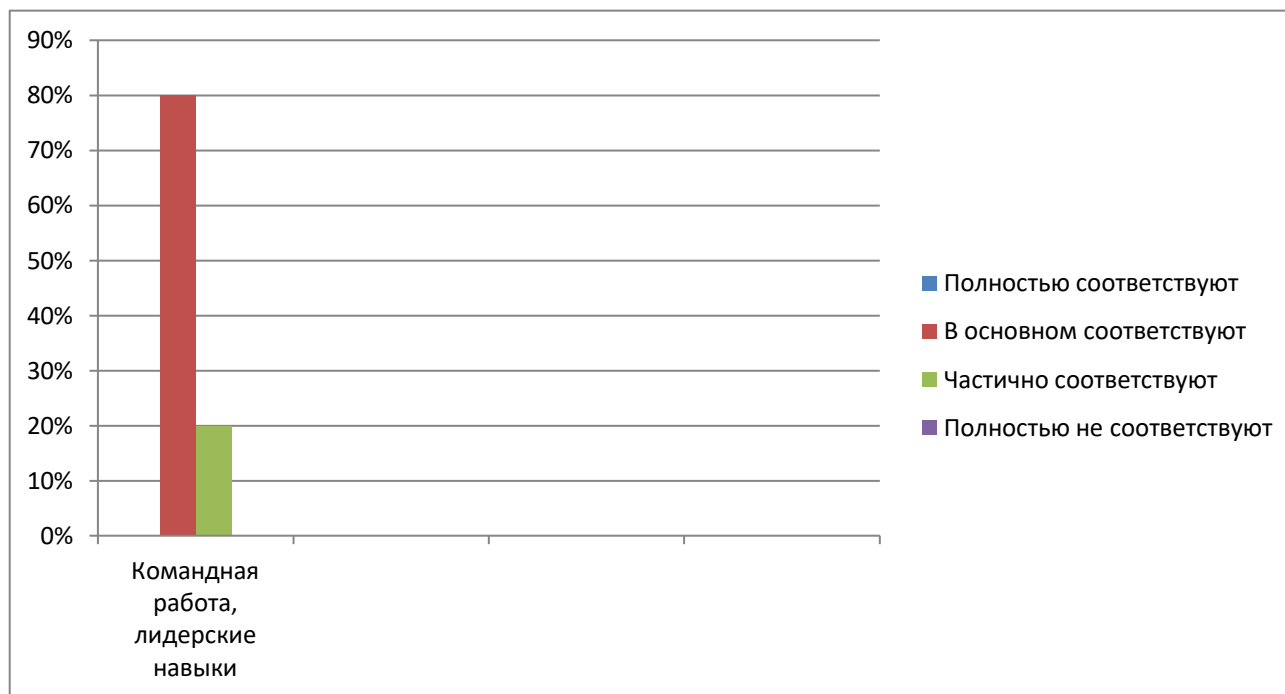 90%
80%
70%
60%
50%
40%
30%
20%
10%
0%
Командная
работа,
лидерские
навыки
Полностью соответствуют
В основном соответствуют
Частично соответствуют
Полностью не соответствуют